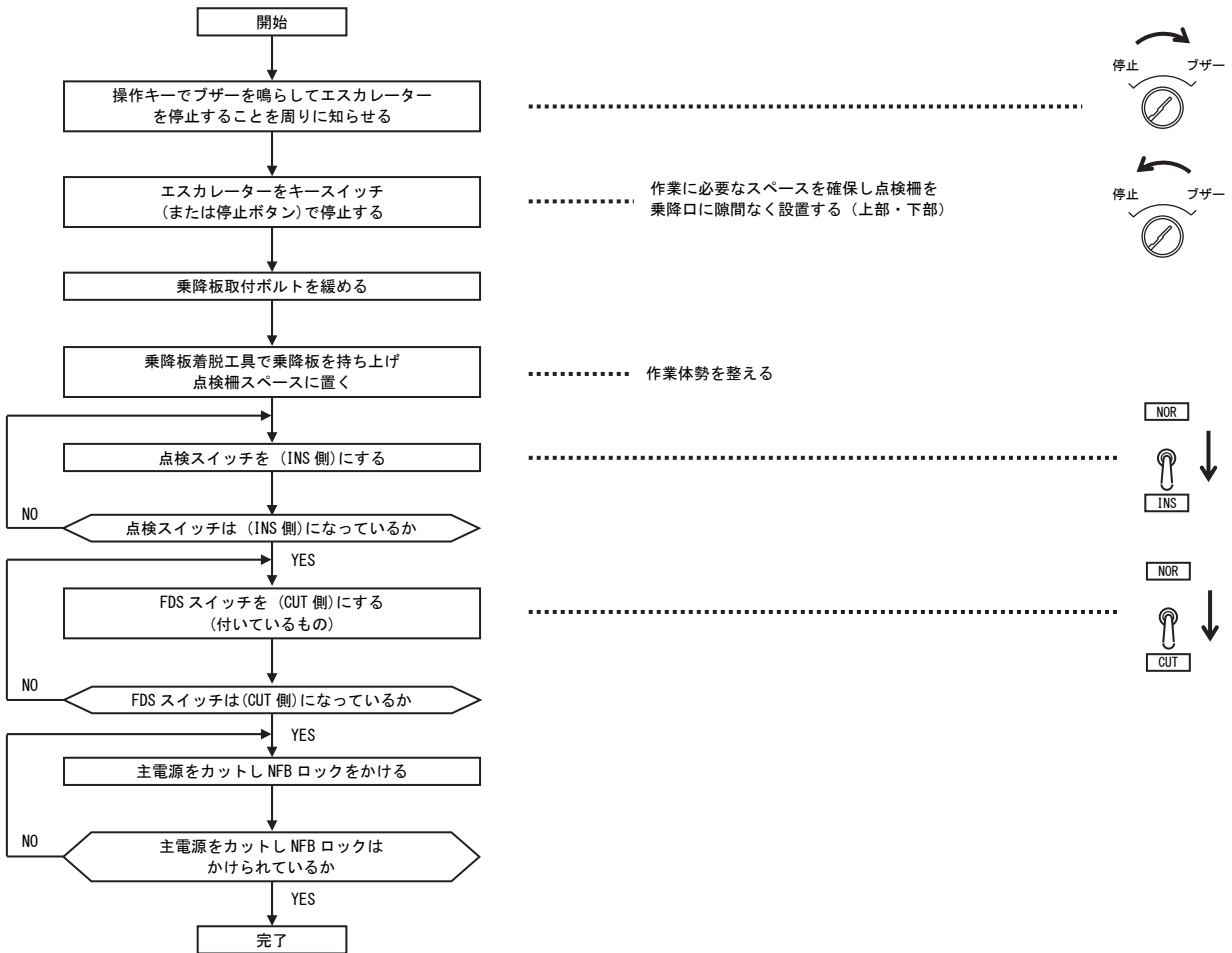 開始
操作キーでブザーを鳴らしてエスカレーター
を停止することを周りに知らせる
停止 ブザー
エスカレーターをキースイッチ
(または停止ボタン)で停止する
作業に必要なスペースを確保し点検柵を
乗降口に隙間なく設置する（上部・下部）
停止 ブザー
乗降板取付ボルトを緩める
乗降板着脱工具で乗降板を持ち上げ
点検柵スペースに置く
作業体勢を整える
点検スイッチを (INS 側)にする
NOR
INS
点検スイッチは (INS 側)になっているか
NO
YES
FDS スイッチを (CUT 側)にする
(付いているもの)
NOR
CUT
FDS スイッチは(CUT 側)になっているか
NO
YES
主電源をカットし NFB ロックをかける
主電源をカットし NFB ロックは
かけられているか
NO
YES
完了